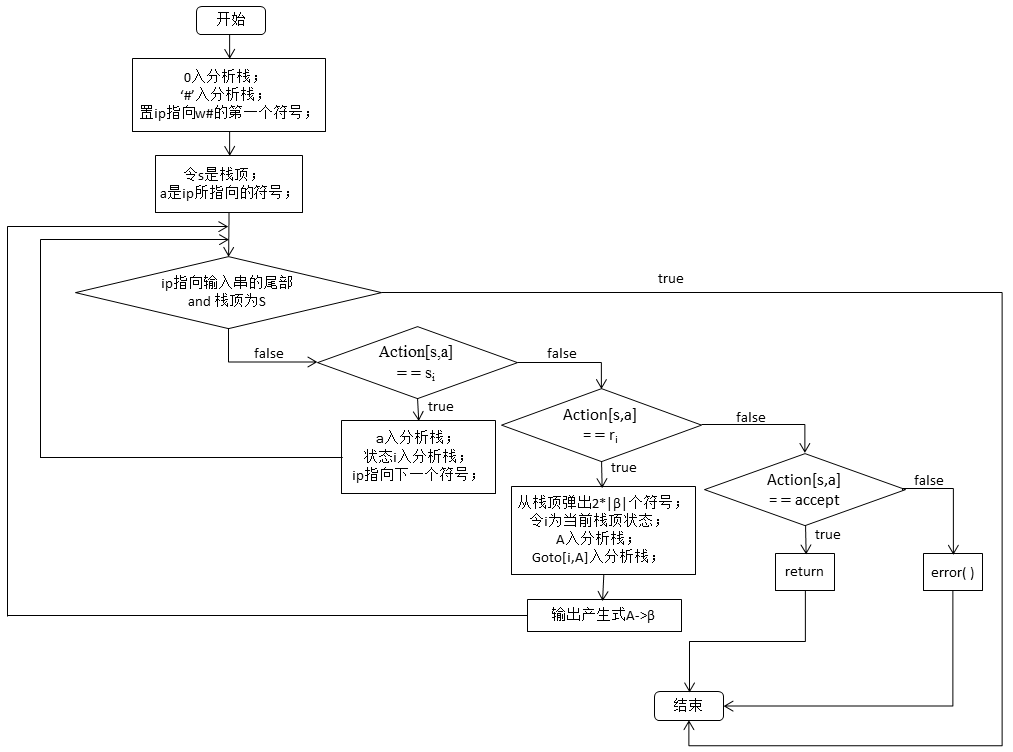 开始
0入分析栈；
‘#’入分析栈；
置ip指向w#的第一个符号；
令s是栈顶；
a是ip所指向的符号；
ip指向输入串的尾部
and 栈顶为S
true
false
Action[s,a]
==sᵢ
false
true
a入分析栈；
状态i入分析栈；
ip指向下一个符号；
Action[s,a]
==rᵢ
false
true
从栈顶弹出2*|β|个符号；
令i为当前栈顶状态；
A入分析栈；
Goto[i,A]入分析栈；
Action[s,a]
==accept
false
true
return
error( )
输出产生式A->β
结束